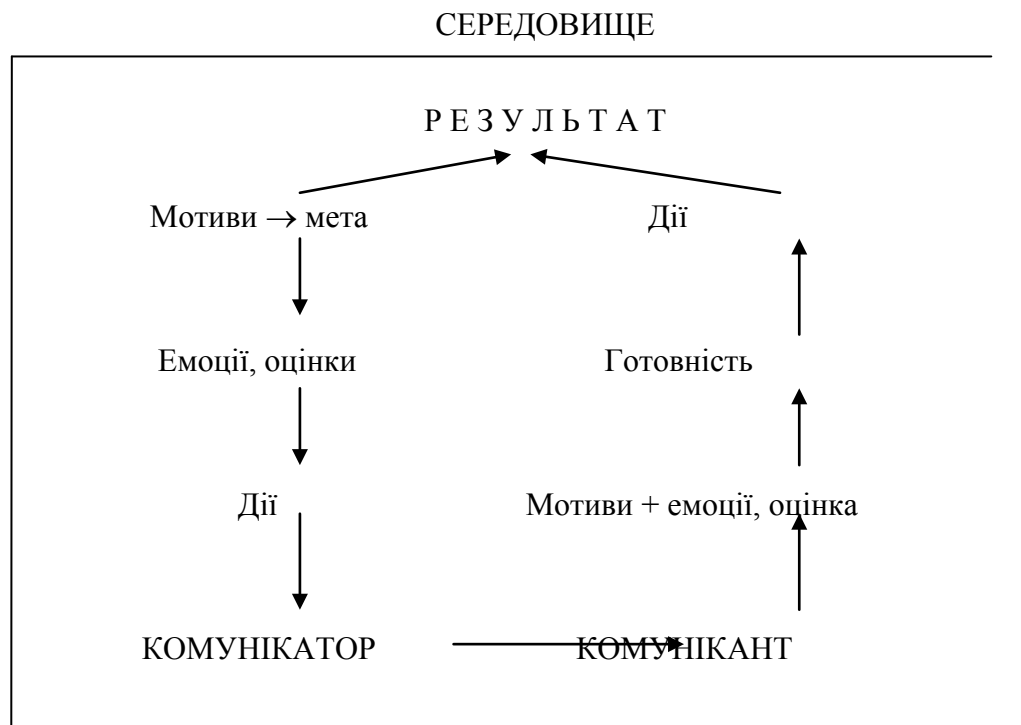 СЕРЕДОВИЩЕ
Р Е З У Л Ь Т А Т
Мотиви → мета Дії
Емоції, оцінки Готовність
Дії Мотиви + емоції, оцінка
КОМУНІКАТОР КОМУНІКАНТ